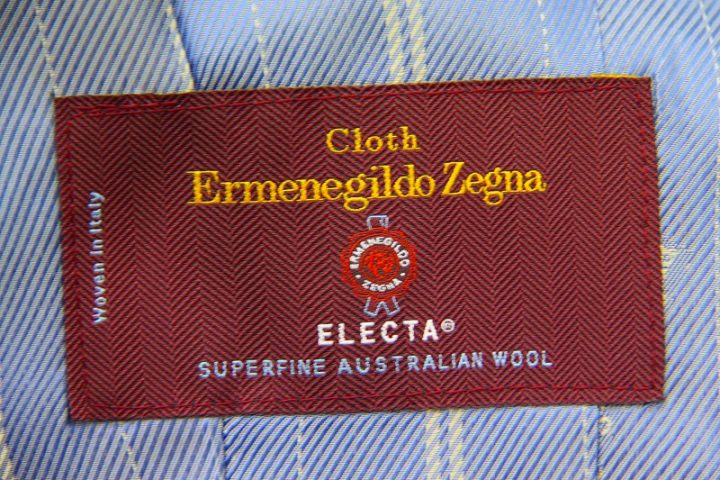 Cloth
Ermenegildo Zegna
ERMENEGILDO
ZEGNA
ELECTA®
SUPERFINE AUSTRALIAN WOOL
Woven in Italy